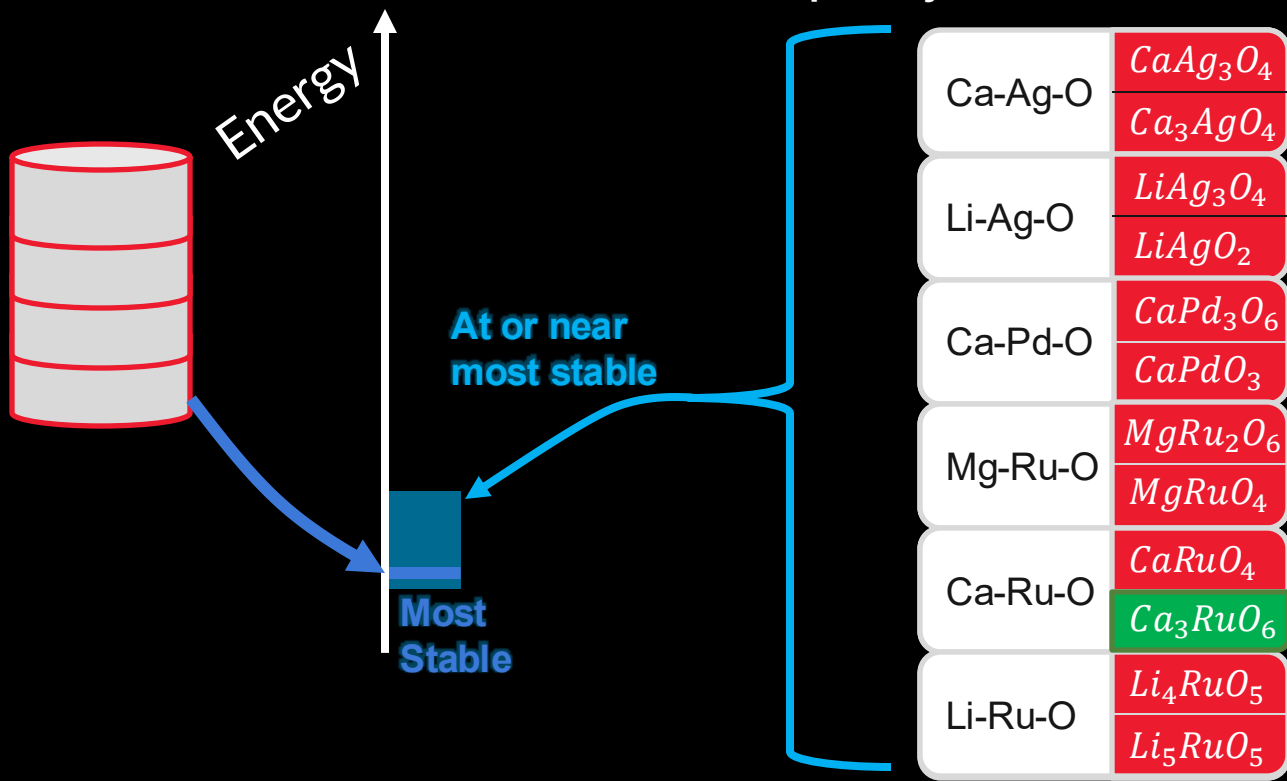 Energy
At or near
most stable
Most
Stable
Ca-Ag-O
CaAg₃O₄
Ca₃AgO₄
Li-Ag-O
LiAg₃O₄
LiAgO₂
Ca-Pd-O
CaPd₃O₆
CaPdO₃
Mg-Ru-O
MgRu₂O₆
MgRuO₄
Ca-Ru-O
CaRuO₄
Ca₃RuO₆
Li-Ru-O
Li₄RuO₅
Li₅RuO₅